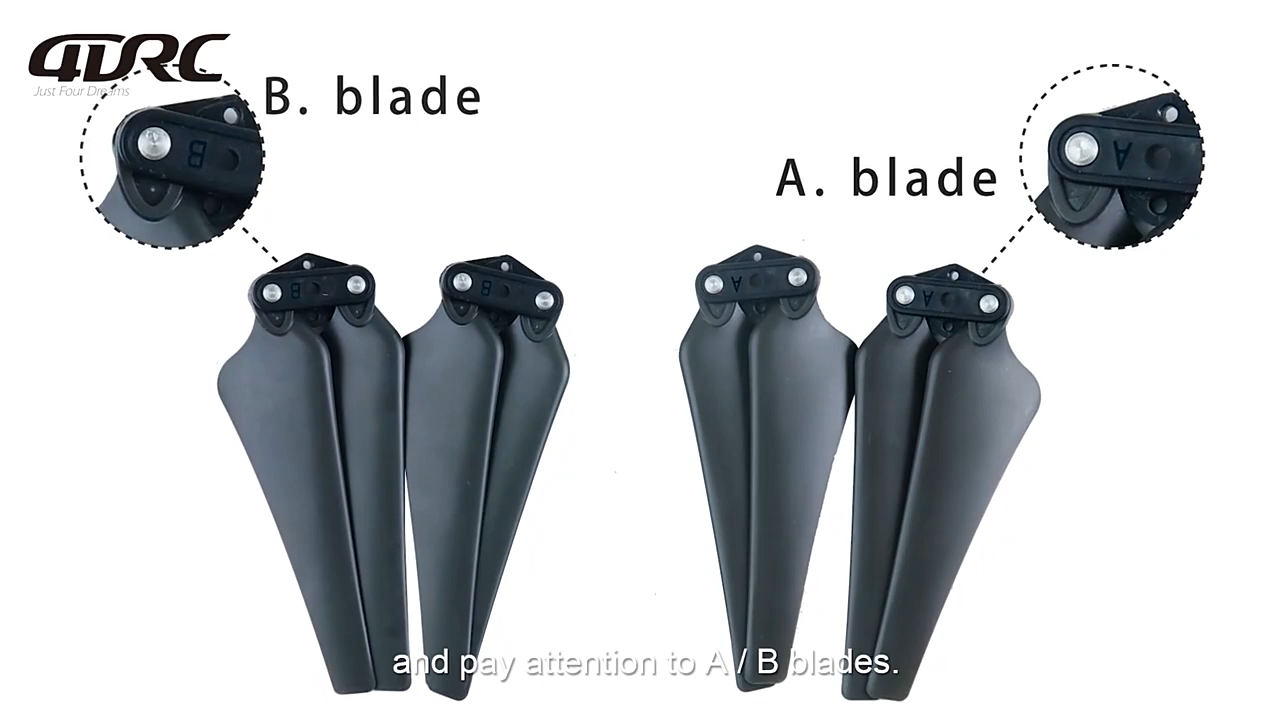 4DRC
Just Four Dreams
B. blade
A. blade
B
A
B
B
A
A
and pay attention to A / B blades.